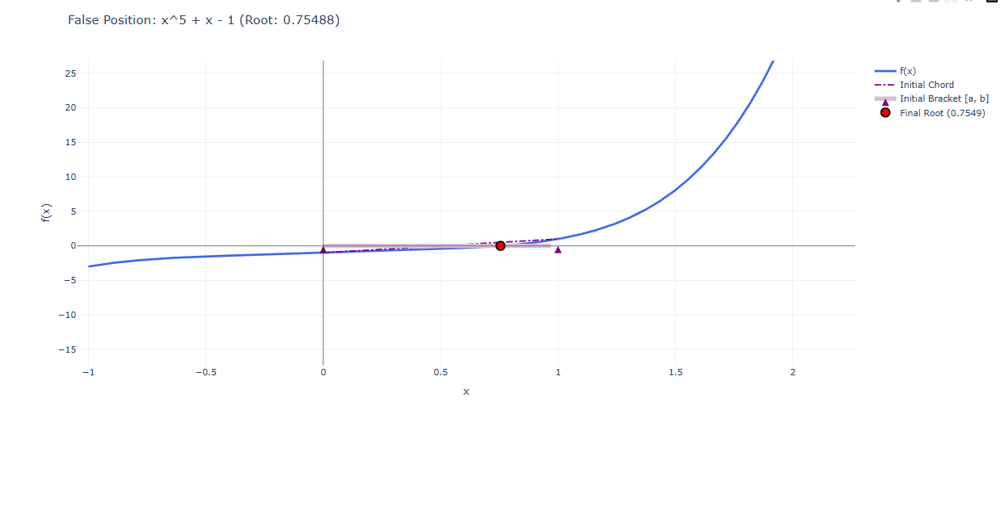 False Position: x^5 + x - 1 (Root: 0.75488)
f(x)
Initial Chord
Initial Bracket [a, b]
Final Root (0.7549)
25
20
15
10
5
0
−5
−10
−15
f(x)
−1
−0.5
0
0.5
1
1.5
2
x